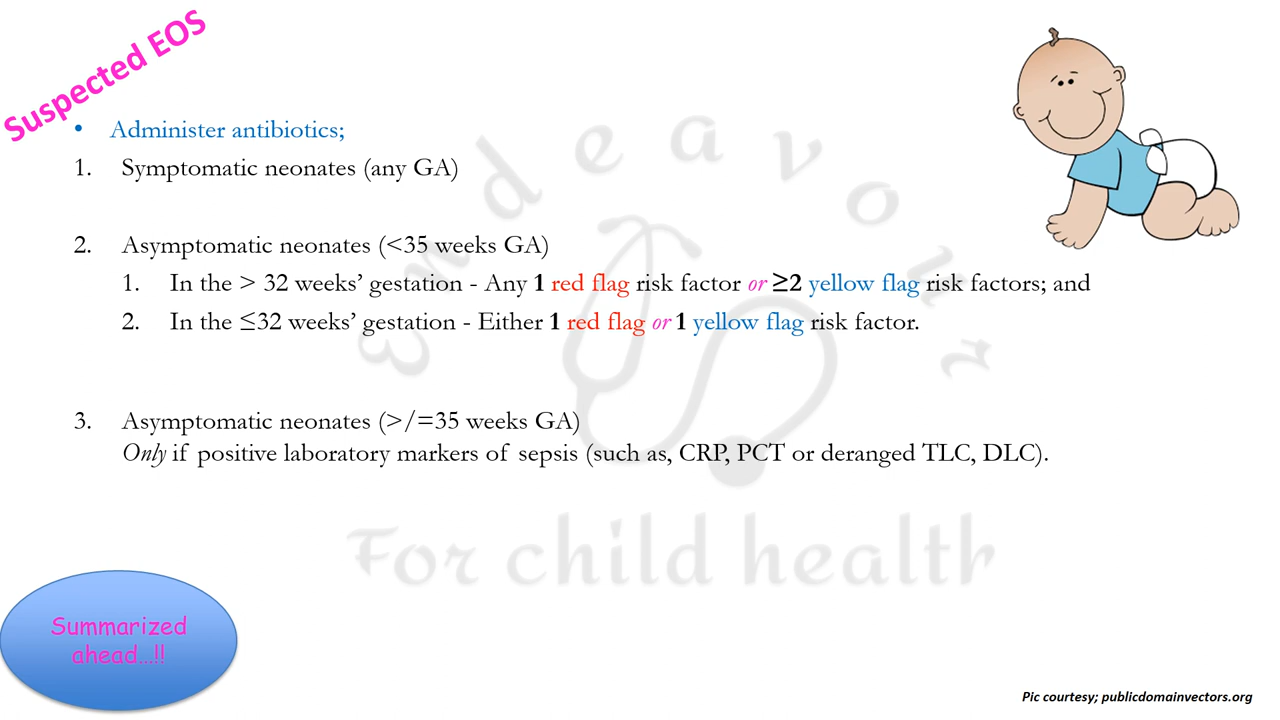 Suspected EOS
• Administer antibiotics;
1. Symptomatic neonates (any GA)
2. Asymptomatic neonates (<35 weeks GA)
1. In the > 32 weeks' gestation - Any 1 red flag risk factor or ≥2 yellow flag risk factors; and
2. In the ≤32 weeks' gestation - Either 1 red flag or 1 yellow flag risk factor.
3. Asymptomatic neonates (>/=35 weeks GA)
Only if positive laboratory markers of sepsis (such as, CRP, PCT or deranged TLC, DLC).
Endeavour
For child health
Summarized
ahead...!!
Pic courtesy; publicdomainvectors.org